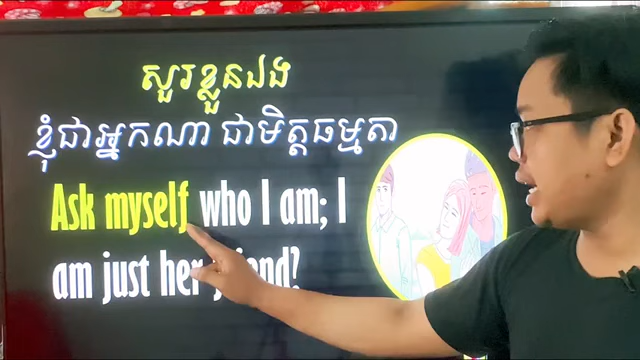 សួរខ្លួនឯង
ខ្ញុំជាអ្នកណា ជាមិត្តធម្មតា
Ask myself who I am; I
am just her friend?